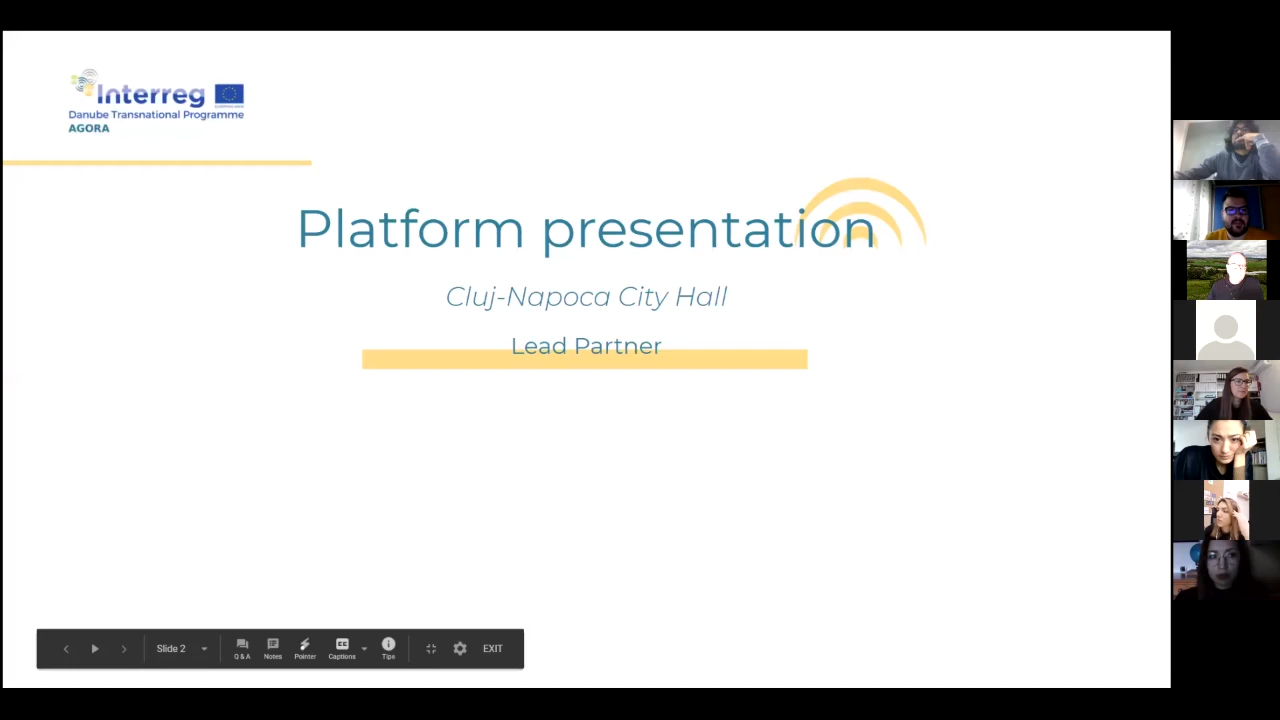 Interreg
Danube Transnational Programme
AGORA
Platform presentation
Cluj-Napoca City Hall
Lead Partner
Slide 2
Q & A
Notes
Pointer
CC
Captions
Tips
EXIT